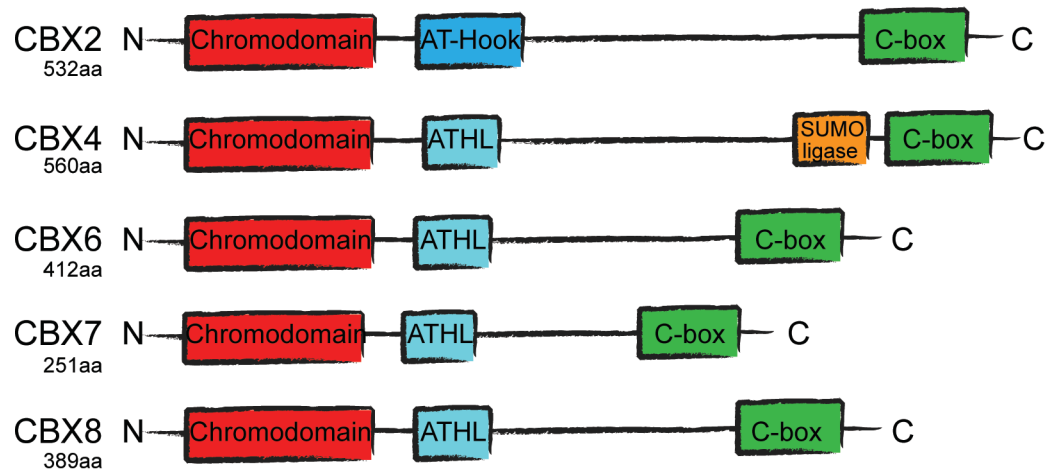 CBX2 N Chromodomain AT-Hook C-box C
532aa
CBX4 N Chromodomain ATHL SUMO ligase C-box C
560aa
CBX6 N Chromodomain ATHL C-box C
412aa
CBX7 N Chromodomain ATHL C-box C
251aa
CBX8 N Chromodomain ATHL C-box C
389aa